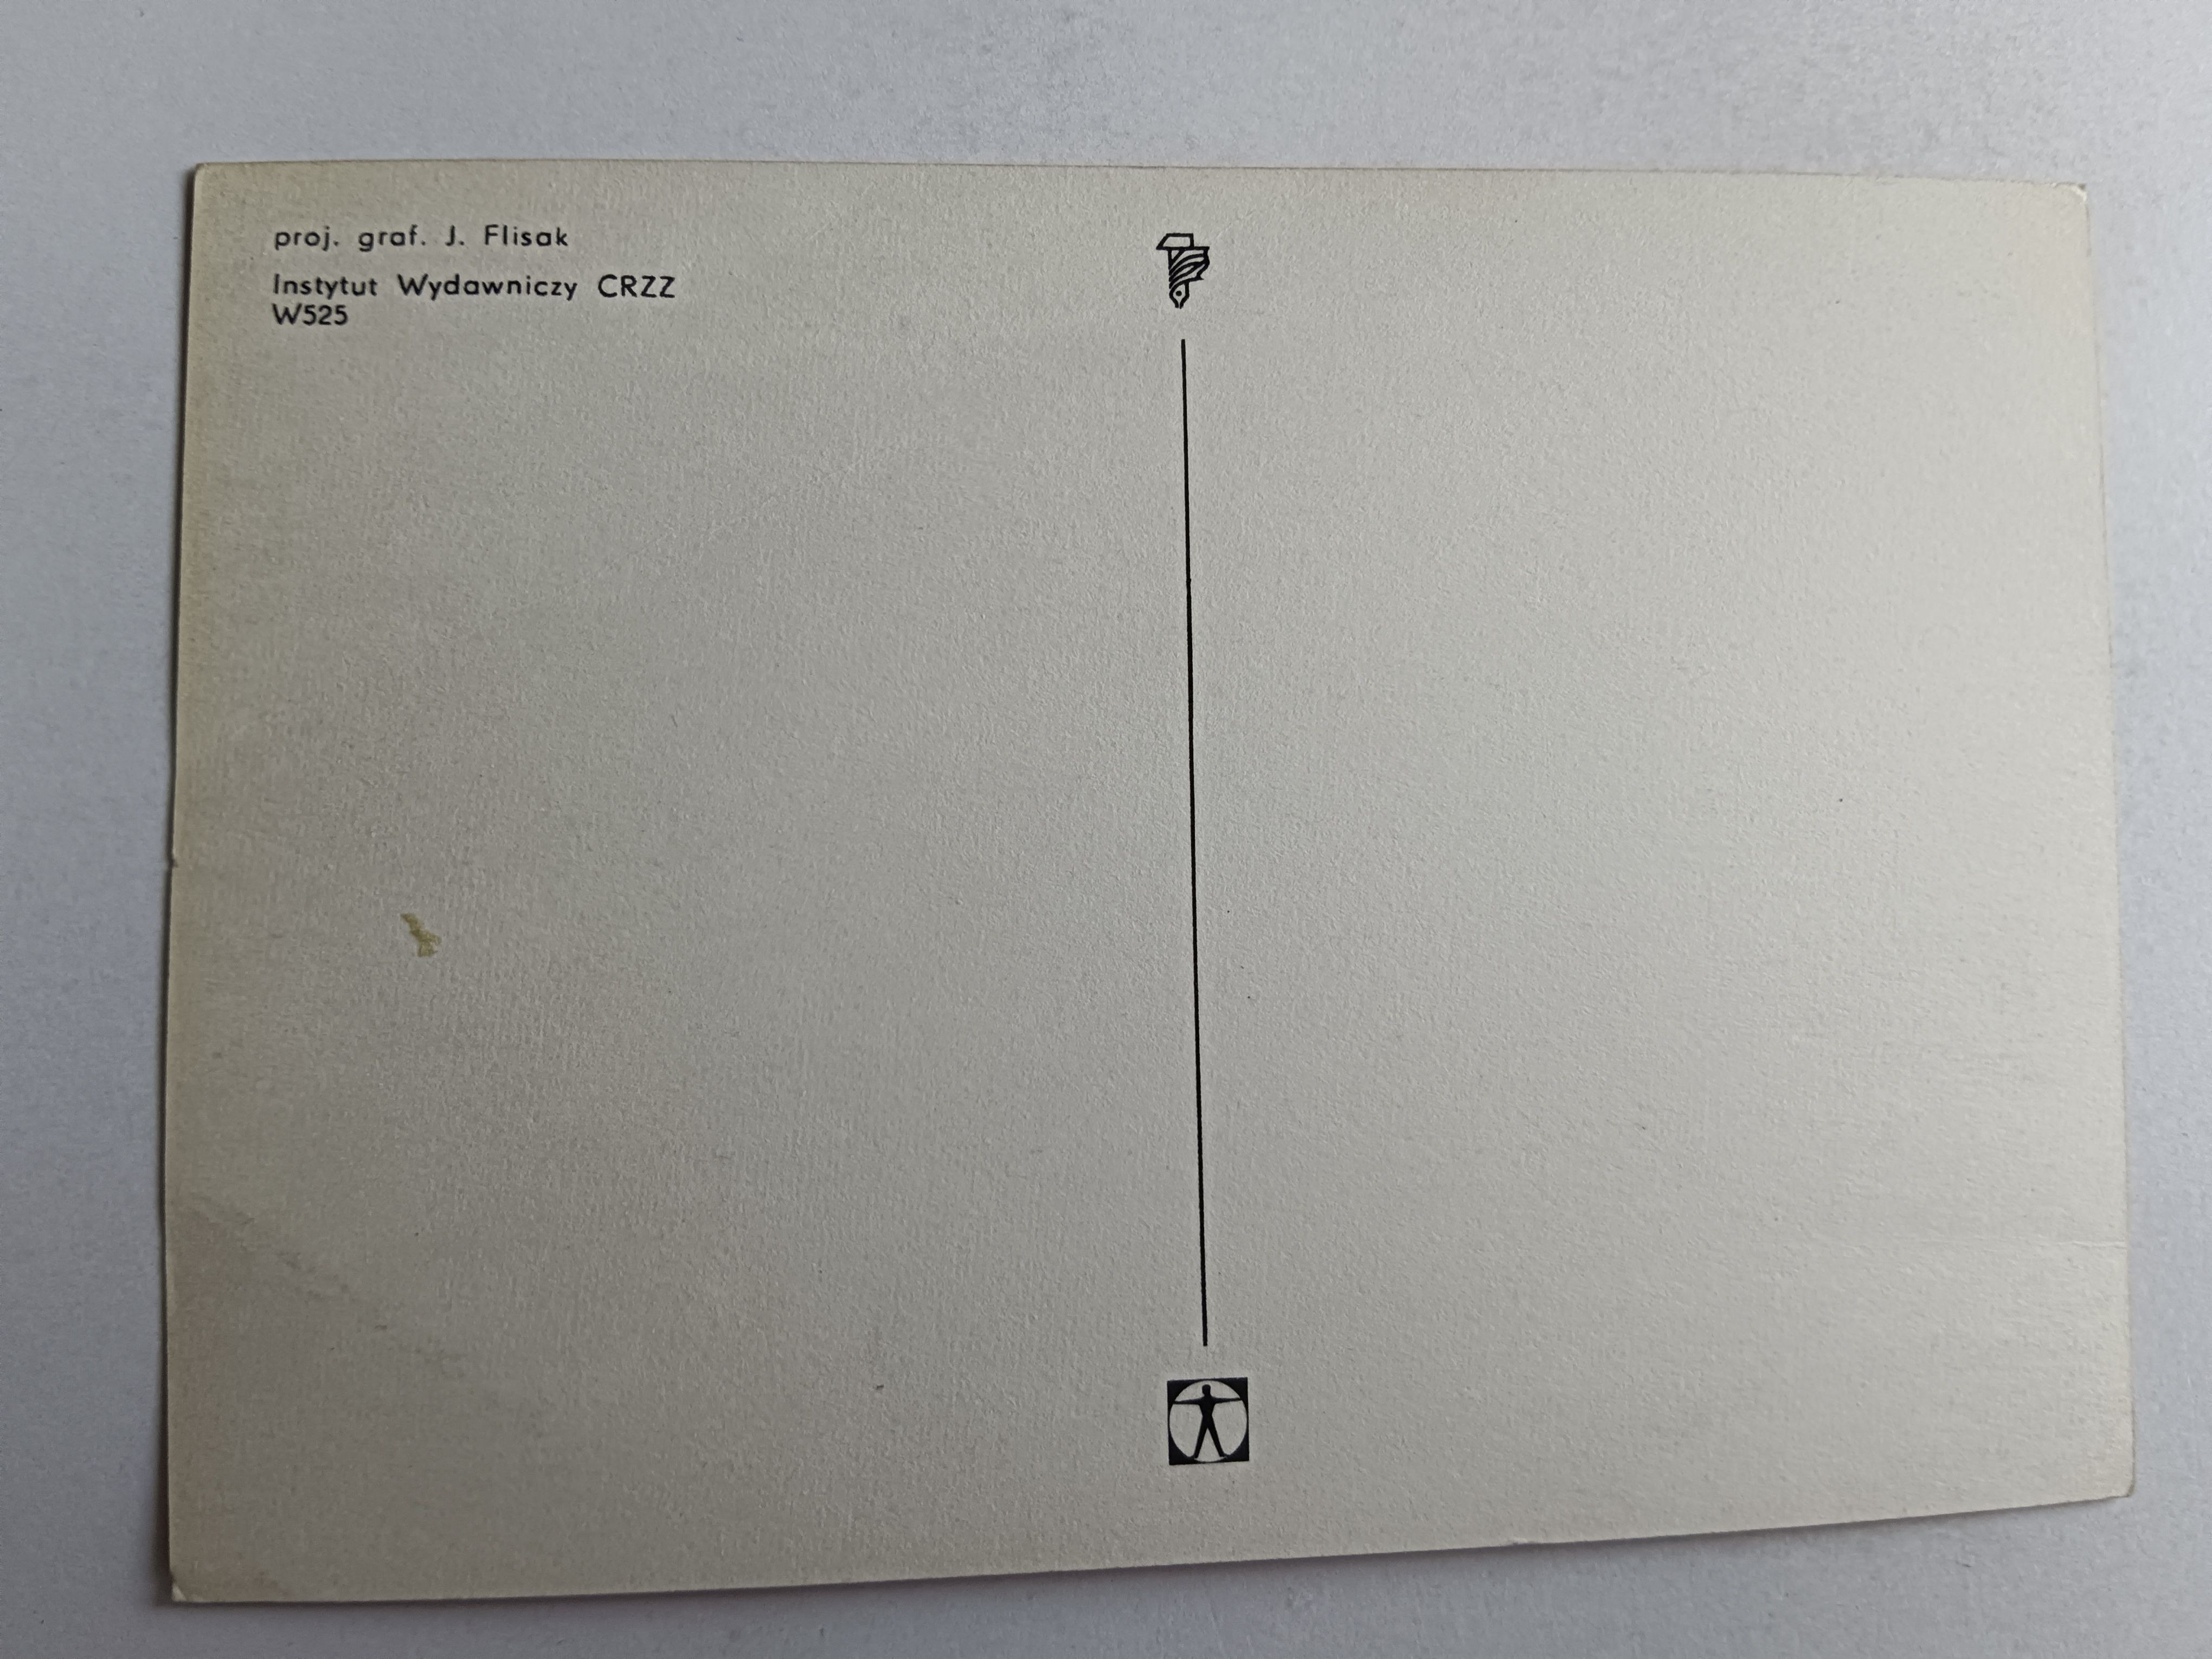 proj. graf. J. Flisak
Instytut Wydawniczy CRZZ
W525